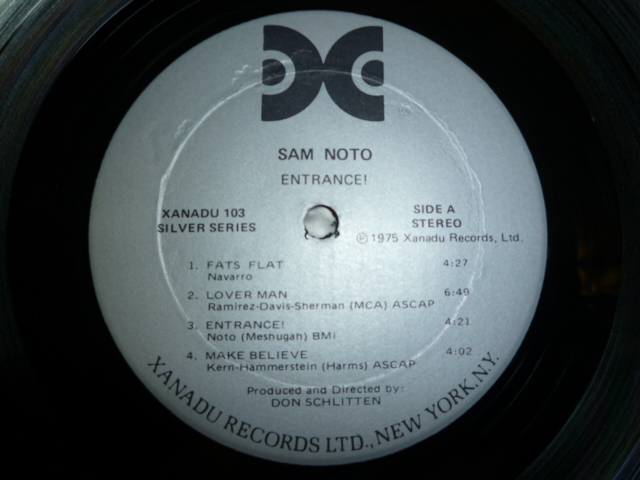 SAM NOTO
ENTRANCE!
XANADU 103
SILVER SERIES
SIDE A
STEREO
Ⓟ 1975 Xanadu Records, Ltd.
1. FATS FLAT 4:27
Navarro
2. LOVER MAN 6:49
Ramirez-Davis-Sherman (MCA) ASCAP
3. ENTRANCE! 4:21
Noto (Meshugah) BMI
4. MAKE BELIEVE 4:02
Kern-Hammerstein (Harms) ASCAP
Produced and Directed by:
DON SCHLITTEN
XANADU RECORDS LTD., NEW YORK, N.Y.